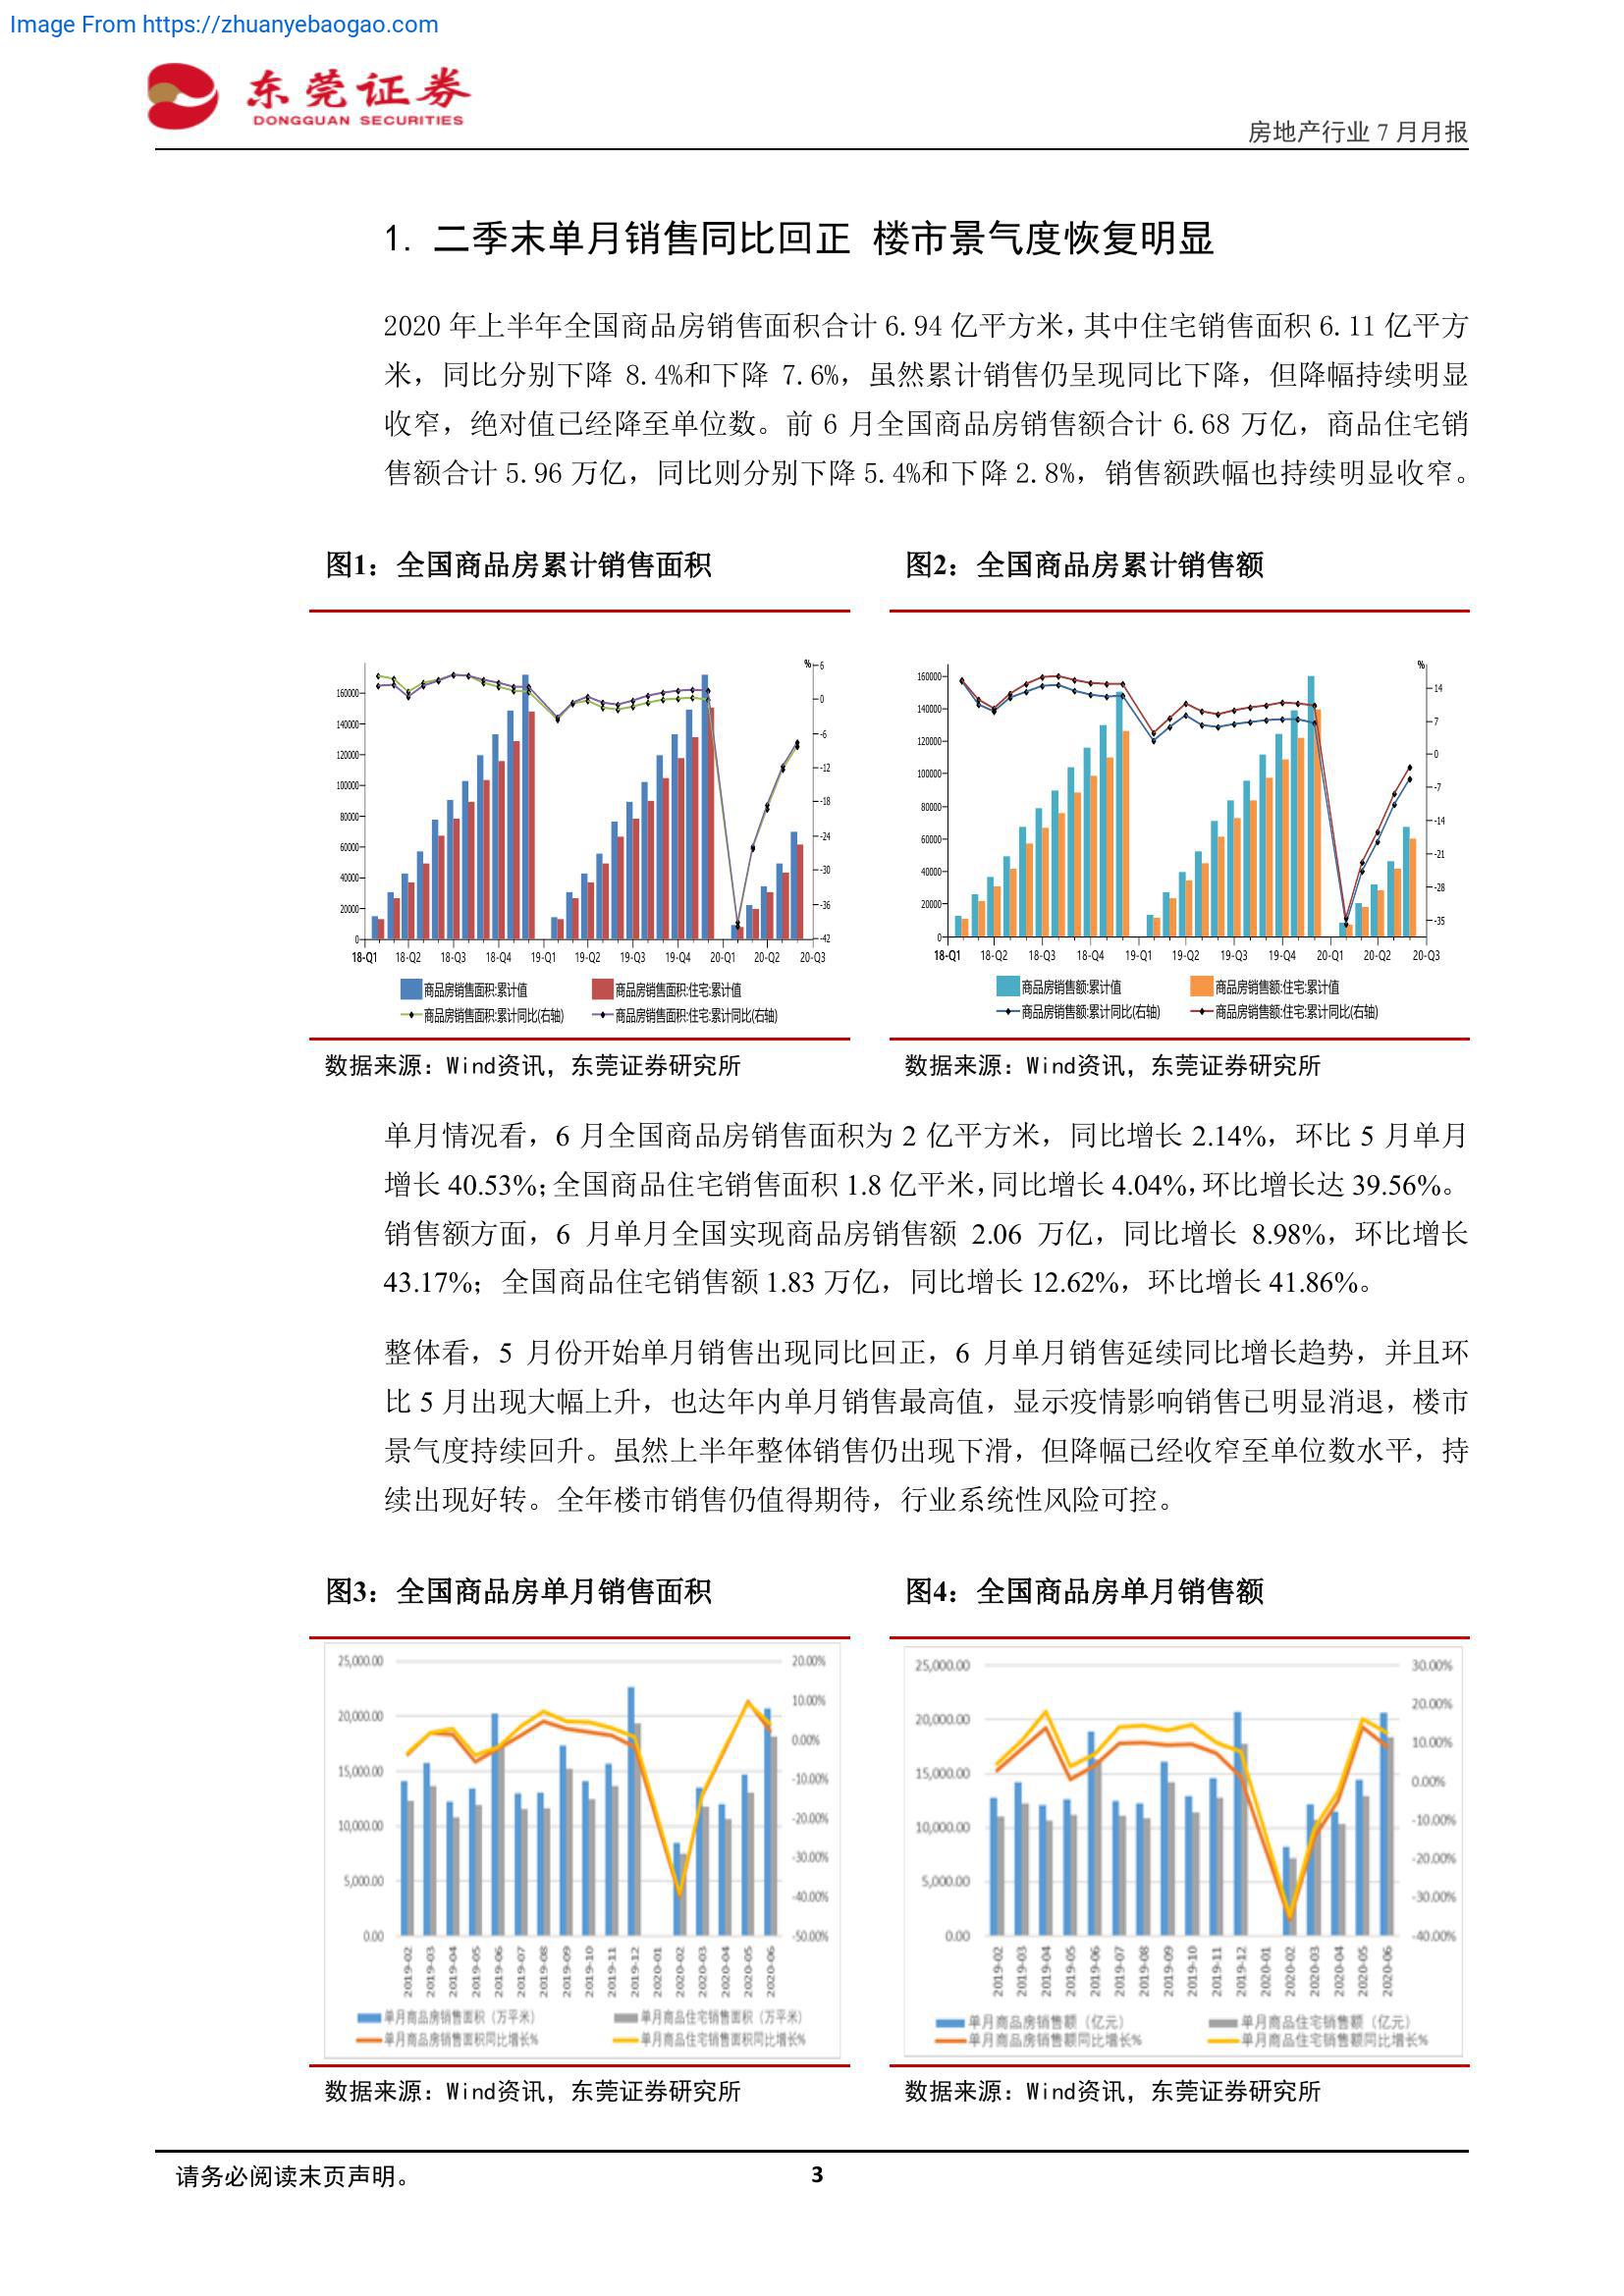 Image From https://zhuanyebaogao.com
东莞证券
DONGGUAN SECURITIES
房地产行业 7 月月报
1. 二季末单月销售同比回正 楼市景气度恢复明显
2020 年上半年全国商品房销售面积合计 6.94 亿平方米，其中住宅销售面积 6.11 亿平方
米，同比分别下降 8.4%和下降 7.6%，虽然累计销售仍呈现同比下降，但降幅持续明显
收窄，绝对值已经降至单位数。前 6 月全国商品房销售额合计 6.68 万亿，商品住宅销
售额合计 5.96 万亿，同比则分别下降 5.4%和下降 2.8%，销售额跌幅也持续明显收窄。
图1：全国商品房累计销售面积
%
160000
140000
120000
100000
80000
60000
40000
20000
0
6
0
-6
-12
-18
-24
-30
-36
-42
18-Q1 18-Q2 18-Q3 18-Q4 19-Q1 19-Q2 19-Q3 19-Q4 20-Q1 20-Q2 20-Q3
商品房销售面积:累计值 商品房销售面积:住宅:累计值
商品房销售面积:累计同比(右轴) 商品房销售面积:住宅:累计同比(右轴)
数据来源：Wind资讯，东莞证券研究所
图2：全国商品房累计销售额
%
160000
140000
120000
100000
80000
60000
40000
20000
0
14
7
0
-7
-14
-21
-28
-35
18-Q1 18-Q2 18-Q3 18-Q4 19-Q1 19-Q2 19-Q3 19-Q4 20-Q1 20-Q2 20-Q3
商品房销售额:累计值 商品房销售额:住宅:累计值
商品房销售额:累计同比(右轴) 商品房销售额:住宅:累计同比(右轴)
数据来源：Wind资讯，东莞证券研究所
单月情况看，6 月全国商品房销售面积为 2 亿平方米，同比增长 2.14%，环比 5 月单月
增长 40.53%；全国商品住宅销售面积 1.8 亿平米，同比增长 4.04%，环比增长达 39.56%。
销售额方面，6 月单月全国实现商品房销售额 2.06 万亿，同比增长 8.98%，环比增长
43.17%；全国商品住宅销售额 1.83 万亿，同比增长 12.62%，环比增长 41.86%。
整体看，5 月份开始单月销售出现同比回正，6 月单月销售延续同比增长趋势，并且环
比 5 月出现大幅上升，也达年内单月销售最高值，显示疫情影响销售已明显消退，楼市
景气度持续回升。虽然上半年整体销售仍出现下滑，但降幅已经收窄至单位数水平，持
续出现好转。全年楼市销售仍值得期待，行业系统性风险可控。
图3：全国商品房单月销售面积
25,000.00
20,000.00
15,000.00
10,000.00
5,000.00
0.00
20.00%
10.00%
0.00%
-10.00%
-20.00%
-30.00%
-40.00%
-50.00%
2019-02 2019-03 2019-04 2019-05 2019-06 2019-07 2019-08 2019-09 2019-10 2019-11 2019-12 2020-01 2020-02 2020-03 2020-04 2020-05 2020-06
单月商品房销售面积（万平米） 单月商品住宅销售面积（万平米）
单月商品房销售面积同比增长% 单月商品住宅销售面积同比增长%
数据来源：Wind资讯，东莞证券研究所
图4：全国商品房单月销售额
25,000.00
20,000.00
15,000.00
10,000.00
5,000.00
0.00
30.00%
20.00%
10.00%
0.00%
-10.00%
-20.00%
-30.00%
-40.00%
2019-02 2019-03 2019-04 2019-05 2019-06 2019-07 2019-08 2019-09 2019-10 2019-11 2019-12 2020-01 2020-02 2020-03 2020-04 2020-05 2020-06
单月商品房销售额（亿元） 单月商品住宅销售额（亿元）
单月商品房销售额同比增长% 单月商品住宅销售额同比增长%
数据来源：Wind资讯，东莞证券研究所
请务必阅读末页声明。
3